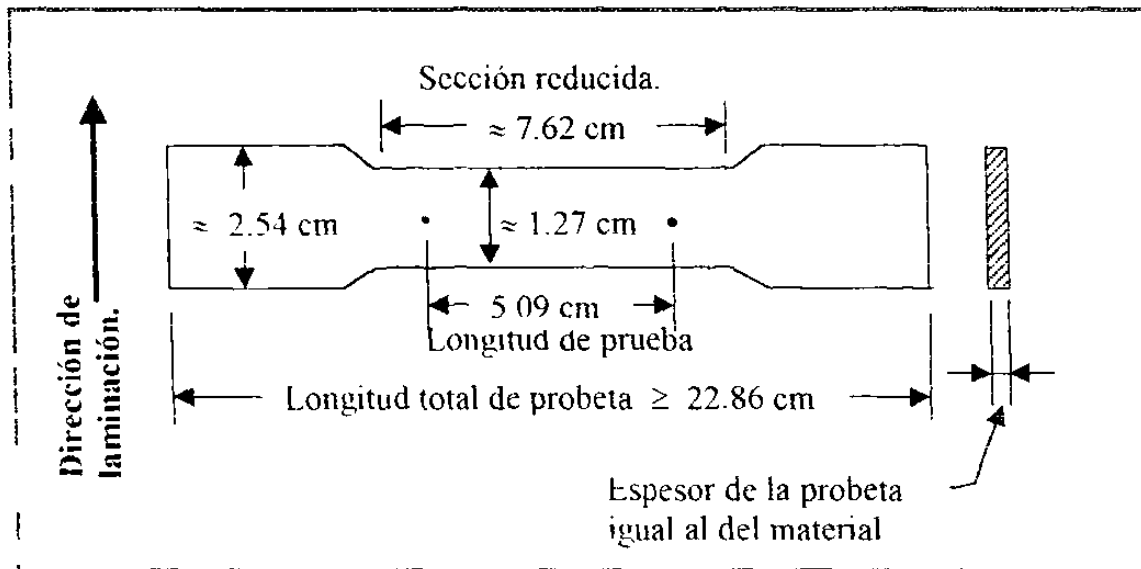 Sección reducida.
≈ 7.62 cm
≈ 2.54 cm
≈ 1.27 cm
5 09 cm
Longitud de prueba
Longitud total de probeta ≥ 22.86 cm
Dirección de
laminación.
Espesor de la probeta
igual al del material